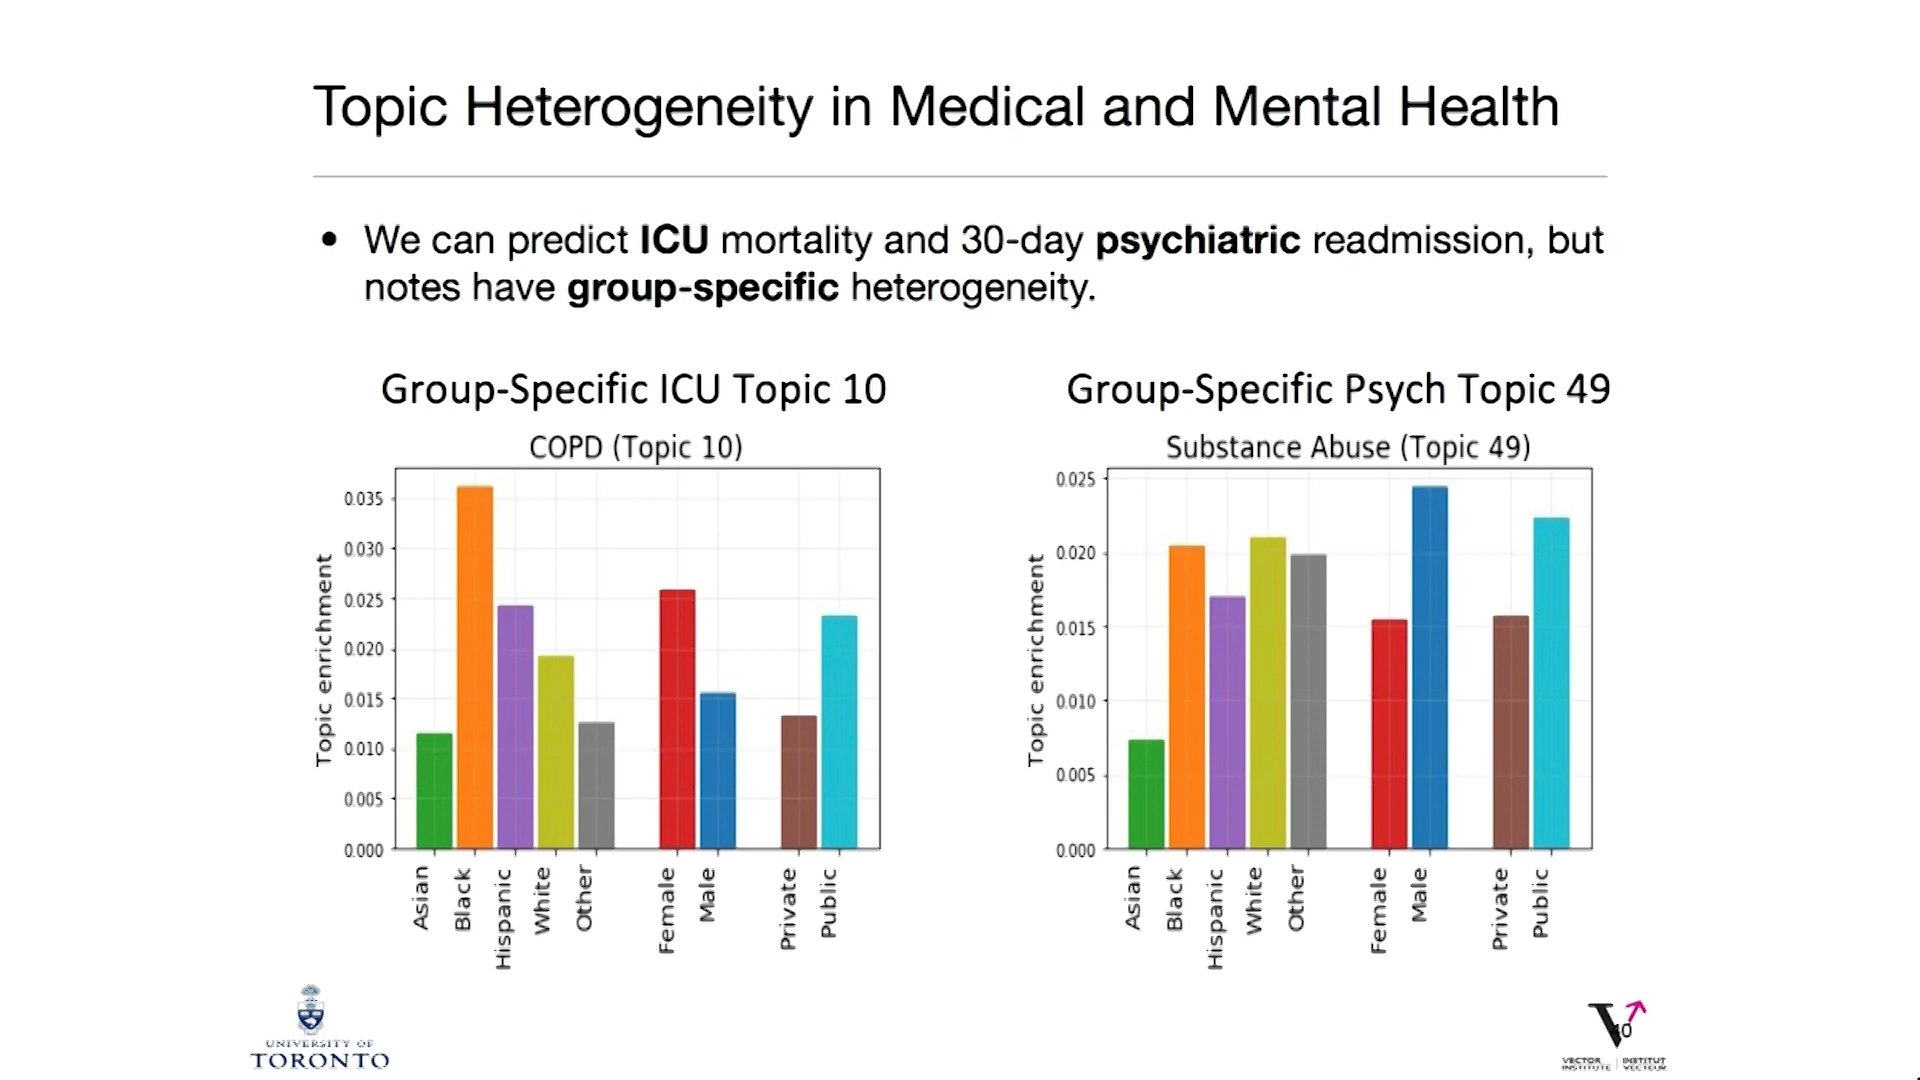 Topic Heterogeneity in Medical and Mental Health
• We can predict ICU mortality and 30-day psychiatric readmission, but
notes have group-specific heterogeneity.
Group-Specific ICU Topic 10
COPD (Topic 10)
Topic enrichment
0.035
0.030
0.025
0.020
0.015
0.010
0.005
0.000
Asian
Black
Hispanic
White
Other
Female
Male
Private
Public
Group-Specific Psych Topic 49
Substance Abuse (Topic 49)
Topic enrichment
0.025
0.020
0.015
0.010
0.005
0.000
Asian
Black
Hispanic
White
Other
Female
Male
Private
Public
UNIVERSITY OF
TORONTO
40
VECTOR INSTITUT
INSTITUTE VECTEUR